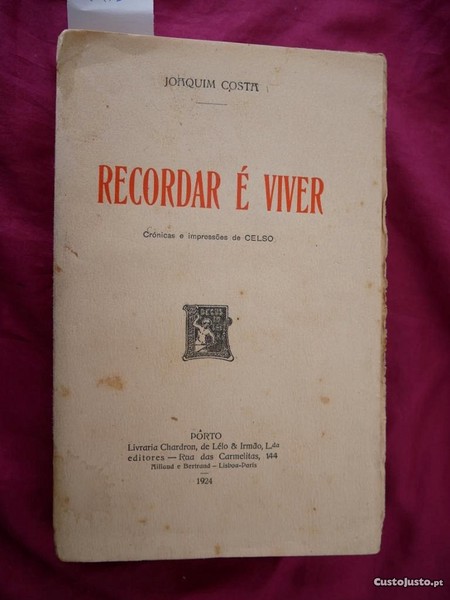 JOAQUIM COSTA
RECORDAR É VIVER
Crónicas e impressões de CELSO
DECUS
PÔRTO
Livraria Chardron, de Lélo & Irmão, L.da
editores — Rua das Carmelitas, 144
Aillaud e Bertrand — Lisboa-Paris
1924
CustoJusto.pt